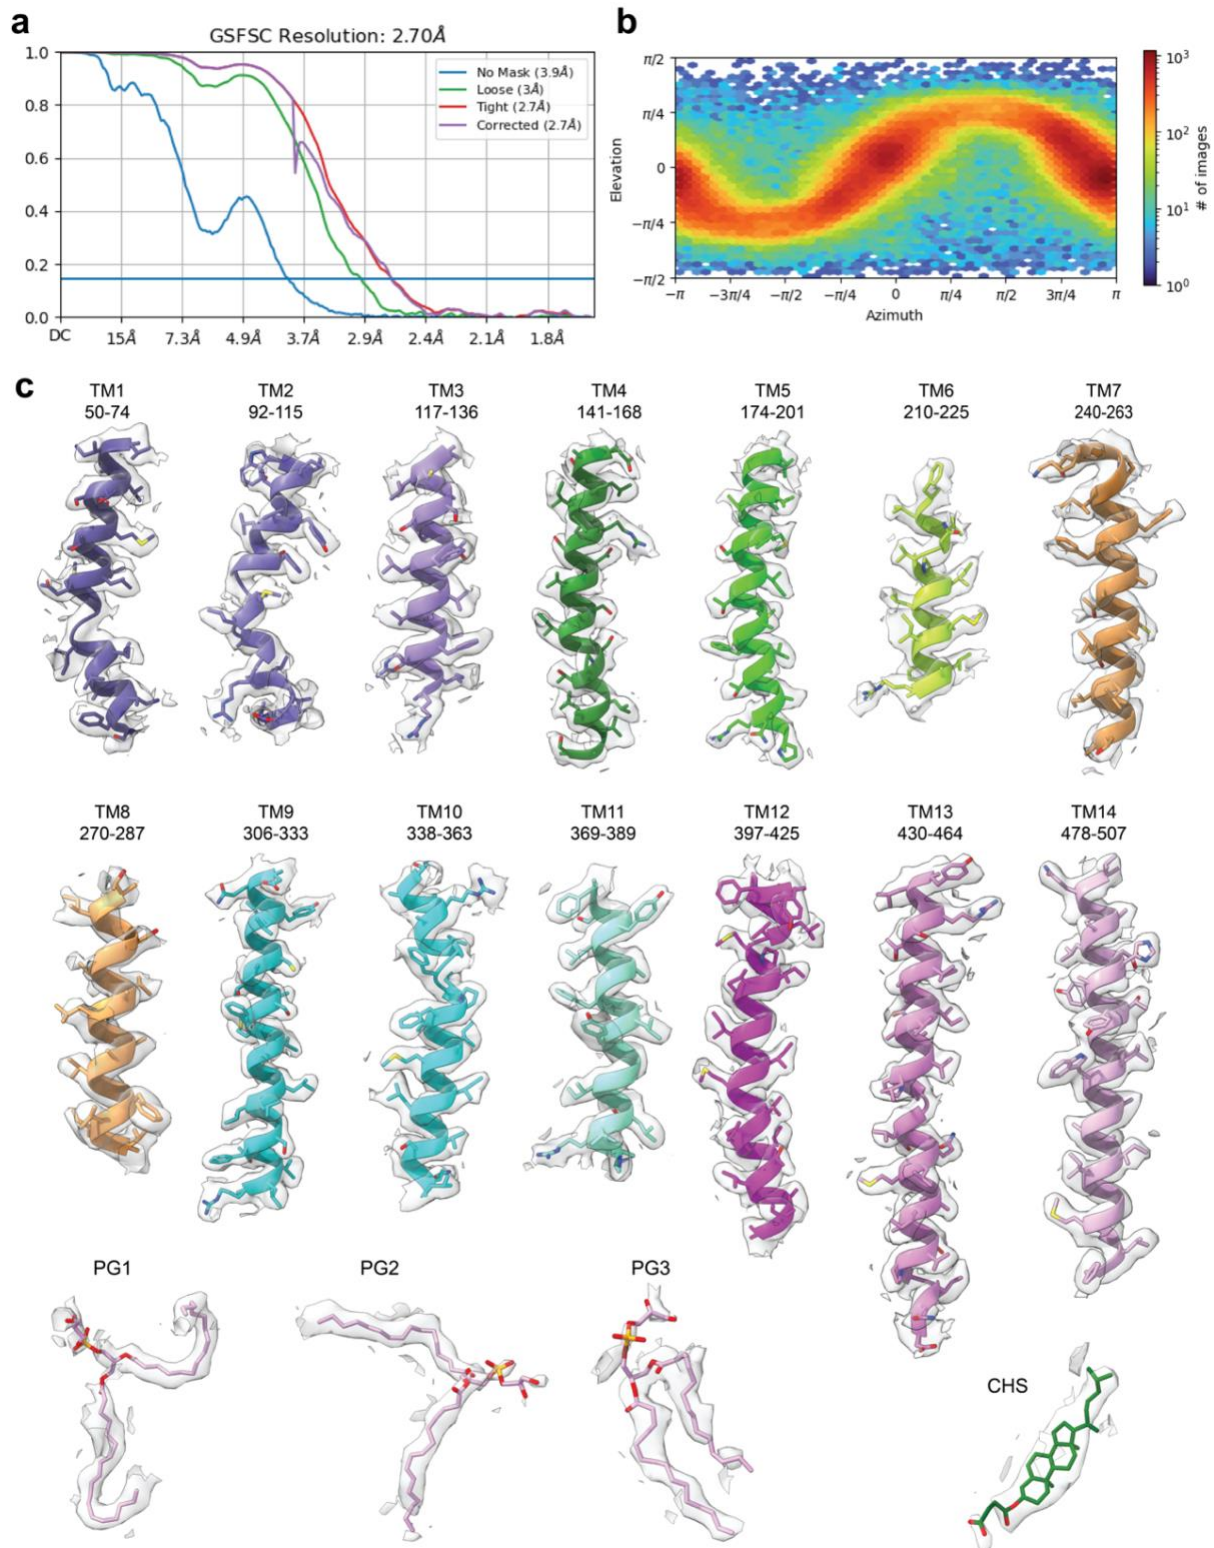 a
GSFSC Resolution: 2.70Å
1.0
0.8
0.6
0.4
0.2
0.0
No Mask (3.9Å)
Loose (3Å)
Tight (2.7Å)
Corrected (2.7Å)
DC 15Å 7.3Å 4.9Å 3.7Å 2.9Å 2.4Å 2.1Å 1.8Å
b
π/2
π/4
0
−π/4
−π/2
Elevation
−π −3π/4 −π/2 −π/4 0 π/4 π/2 3π/4 π
Azimuth
10³
10²
10¹
10⁰
# of images
c
TM1 TM2 TM3 TM4 TM5 TM6 TM7
50-74 92-115 117-136 141-168 174-201 210-225 240-263
TM8 TM9 TM10 TM11 TM12 TM13 TM14
270-287 306-333 338-363 369-389 397-425 430-464 478-507
PG1 PG2 PG3
CHS